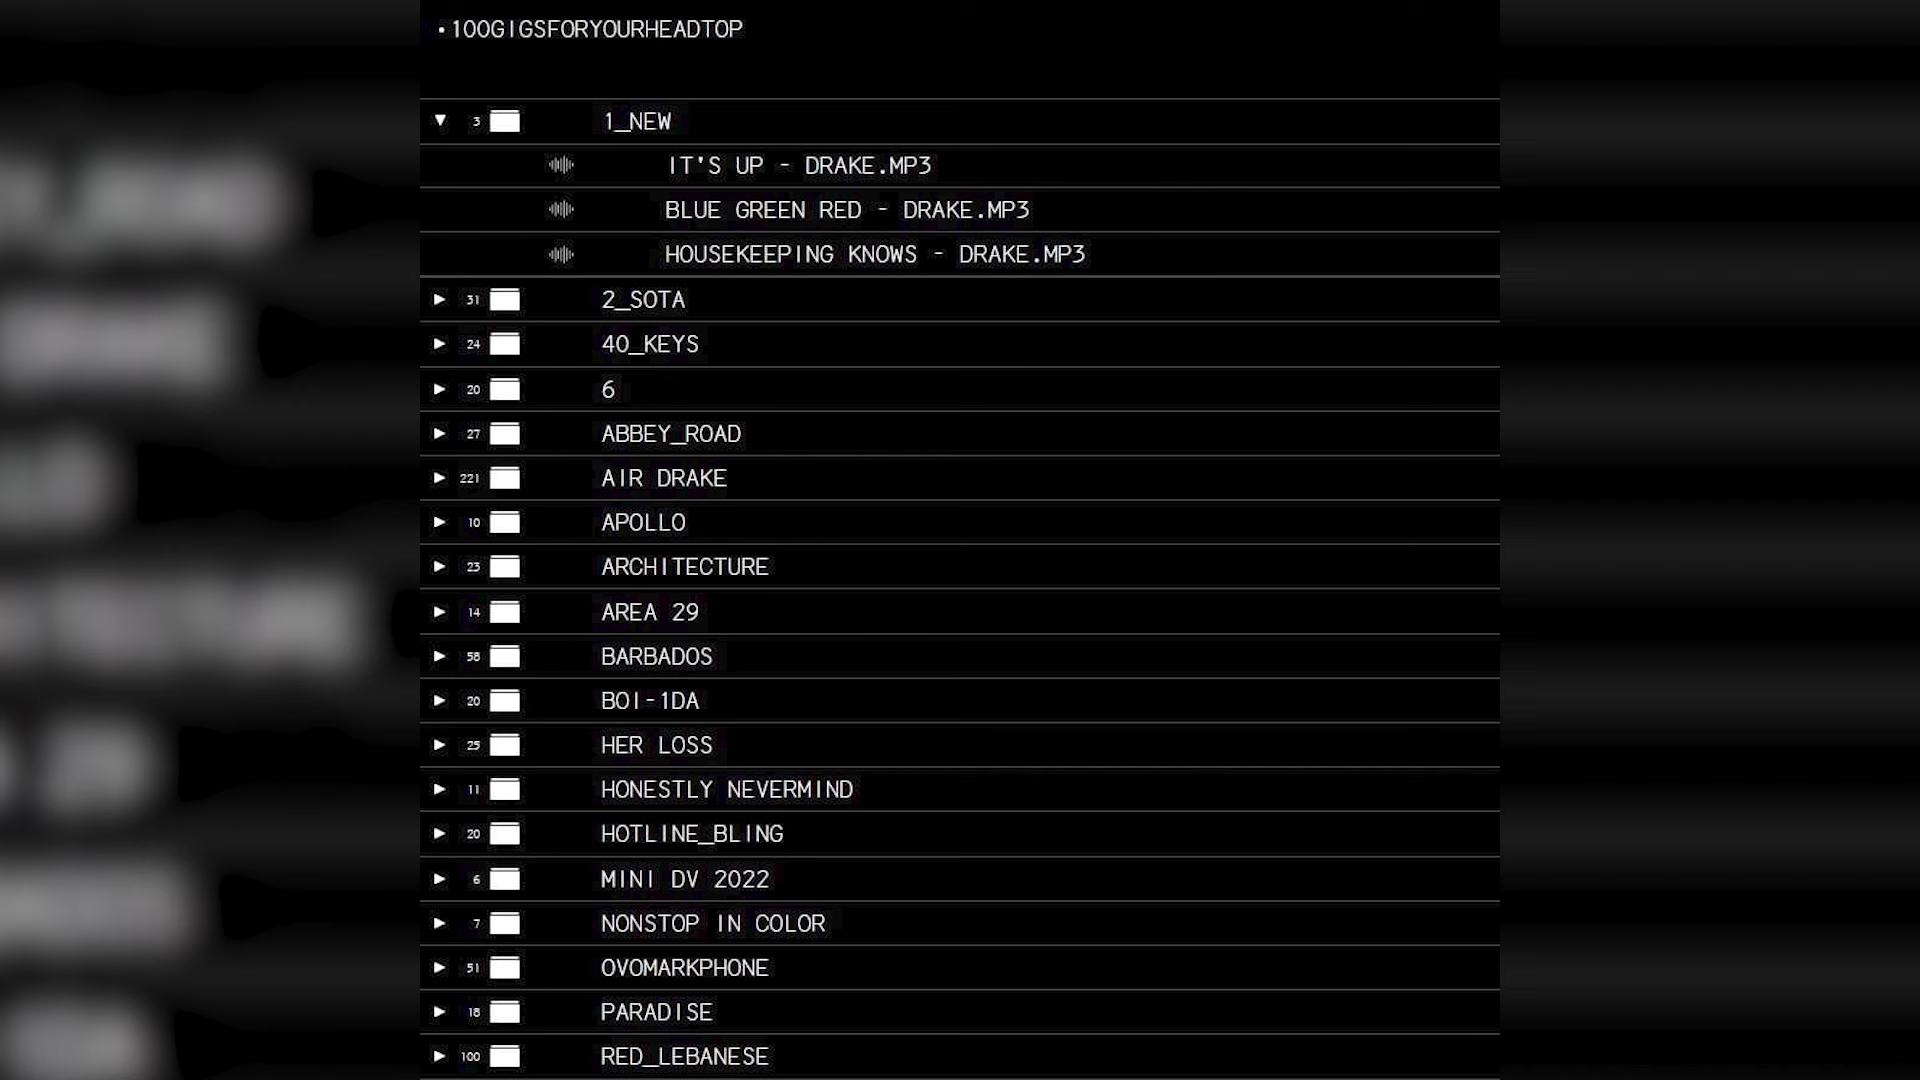 •100GIGSFORYOURHEADTOP
▼ 3 1_NEW
IT'S UP - DRAKE.MP3
BLUE GREEN RED - DRAKE.MP3
HOUSEKEEPING KNOWS - DRAKE.MP3
▶ 31 2_SOTA
▶ 24 40_KEYS
▶ 20 6
▶ 27 ABBEY_ROAD
▶ 221 AIR DRAKE
▶ 10 APOLLO
▶ 23 ARCHITECTURE
▶ 14 AREA 29
▶ 58 BARBADOS
▶ 20 BOI-1DA
▶ 25 HER LOSS
▶ 11 HONESTLY NEVERMIND
▶ 20 HOTLINE_BLING
▶ 6 MINI DV 2022
▶ 7 NONSTOP IN COLOR
▶ 51 OVOMARKPHONE
▶ 18 PARADISE
▶ 100 RED_LEBANESE